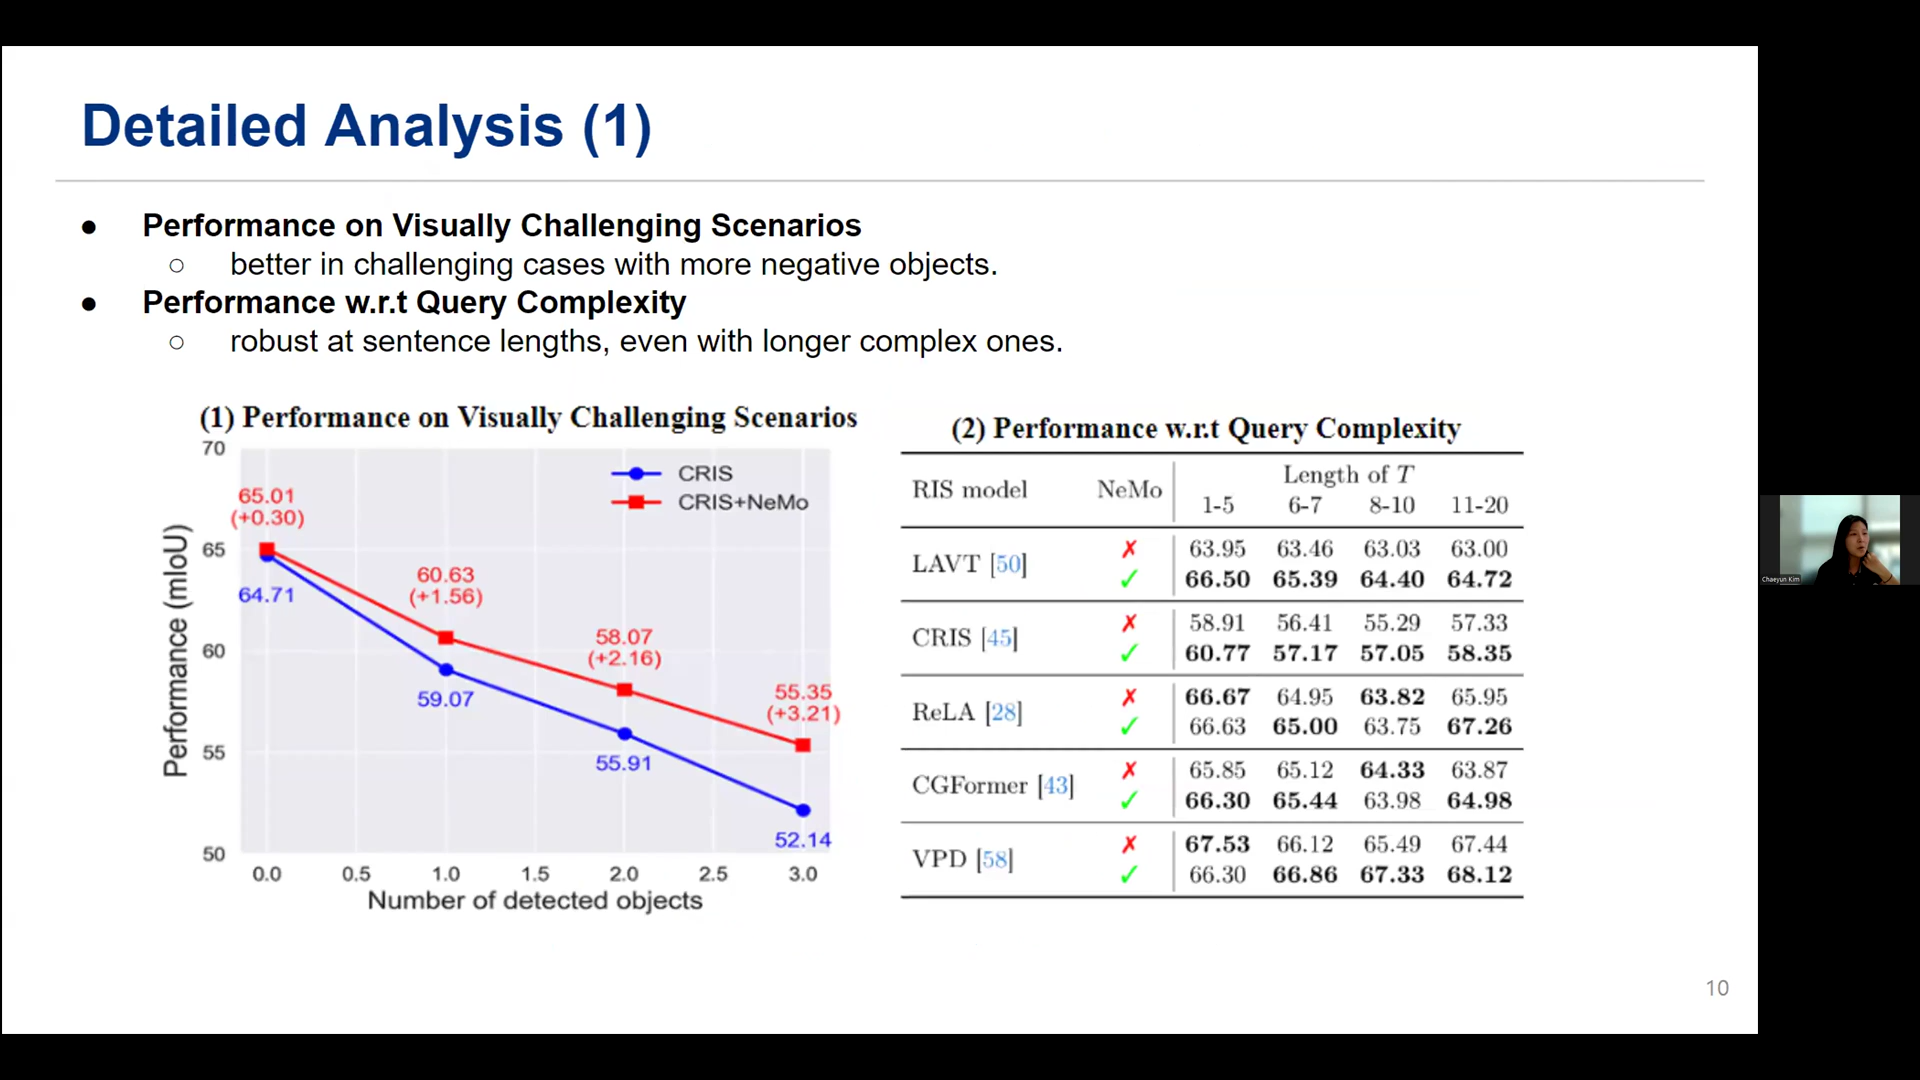 Detailed Analysis (1)
● Performance on Visually Challenging Scenarios
○ better in challenging cases with more negative objects.
● Performance w.r.t Query Complexity
○ robust at sentence lengths, even with longer complex ones.
(1) Performance on Visually Challenging Scenarios
70
65
60
55
50
Performance (mIoU)
CRIS
CRIS+NeMo
65.01
(+0.30)
64.71
60.63
(+1.56)
59.07
58.07
(+2.16)
55.91
55.35
(+3.21)
52.14
0.0 0.5 1.0 1.5 2.0 2.5 3.0
Number of detected objects
(2) Performance w.r.t Query Complexity
RIS model NeMo Length of T
1-5 6-7 8-10 11-20
LAVT [50]
✗ 63.95 63.46 63.03 63.00
✓ 66.50 65.39 64.40 64.72
CRIS [45]
✗ 58.91 56.41 55.29 57.33
✓ 60.77 57.17 57.05 58.35
ReLA [28]
✗ 66.67 64.95 63.82 65.95
✓ 66.63 65.00 63.75 67.26
CGFormer [43]
✗ 65.85 65.12 64.33 63.87
✓ 66.30 65.44 63.98 64.98
VPD [58]
✗ 67.53 66.12 65.49 67.44
✓ 66.30 66.86 67.33 68.12
10
Chaeyun Kim